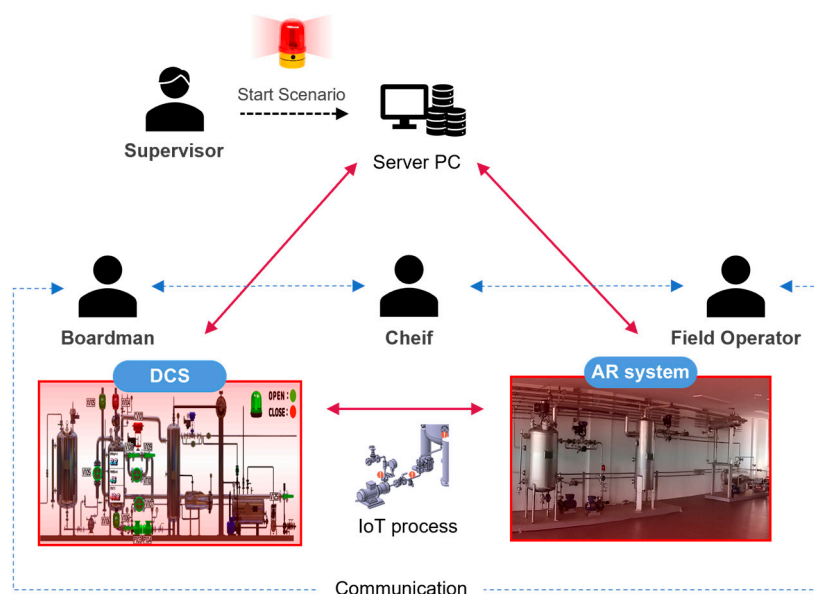 Start Scenario
Supervisor
Server PC
Boardman
Cheif
Field Operator
DCS
AR system
OPEN:
CLOSE:
IoT process
Communication